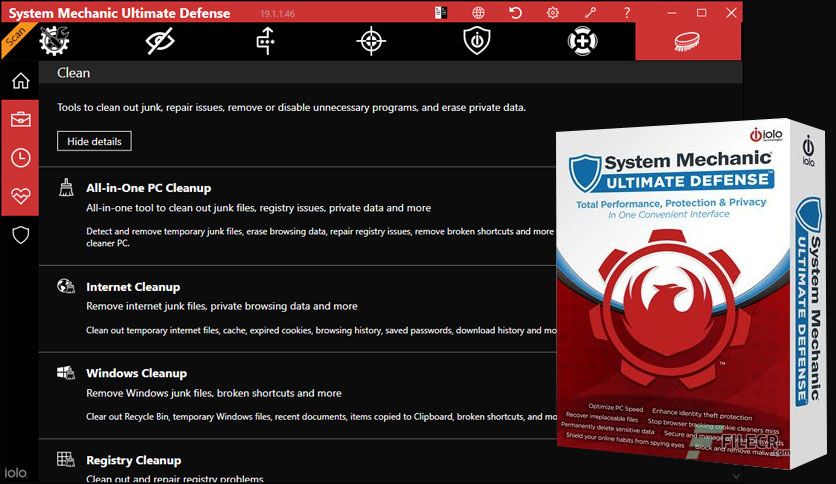 System Mechanic Ultimate Defense
19.1.1.46
Scan
Clean
Tools to clean out junk, repair issues, remove or disable unnecessary programs, and erase private data.
Hide details
All-in-One PC Cleanup
All-in-one tool to clean out junk files, registry issues, private data and more
Detect and remove temporary junk files, erase browsing data, repair registry issues, remove broken shortcuts and more
cleaner PC.
Internet Cleanup
Remove internet junk files, private browsing data and more
Clean out temporary internet files, cache, expired cookies, browsing history, saved passwords, download history and mo
Windows Cleanup
Remove Windows junk files, broken shortcuts and more
Clear out Recycle Bin, temporary Windows files, recent documents, items copied to Clipboard, broken shortcuts, and mo
Registry Cleanup
Clean out and repair registry problems
iolo
iolo
System Mechanic
ULTIMATE DEFENSE™
Total Performance, Protection & Privacy
In One Convenient Interface
Optimize PC Speed
Enhance identity theft protection
Recover irreplaceable files
Stop browser tracking cookie cleaners miss
Permanently delete sensitive data
Secure and manage
Shield your online habits from spying eyes
Block and remove malware
FILECR
.com
iolo
System Mechanic
ULTIMATE DEFENSE